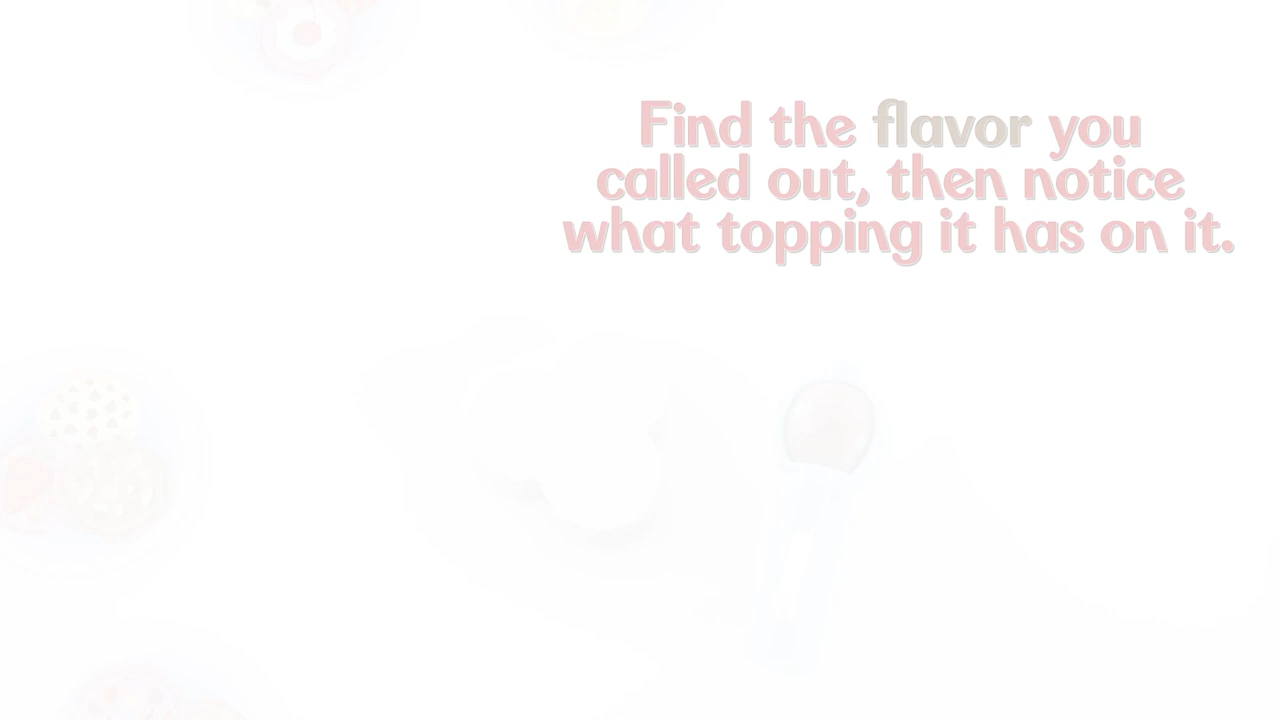 Find the flavor you
called out, then notice
what topping it has on it.